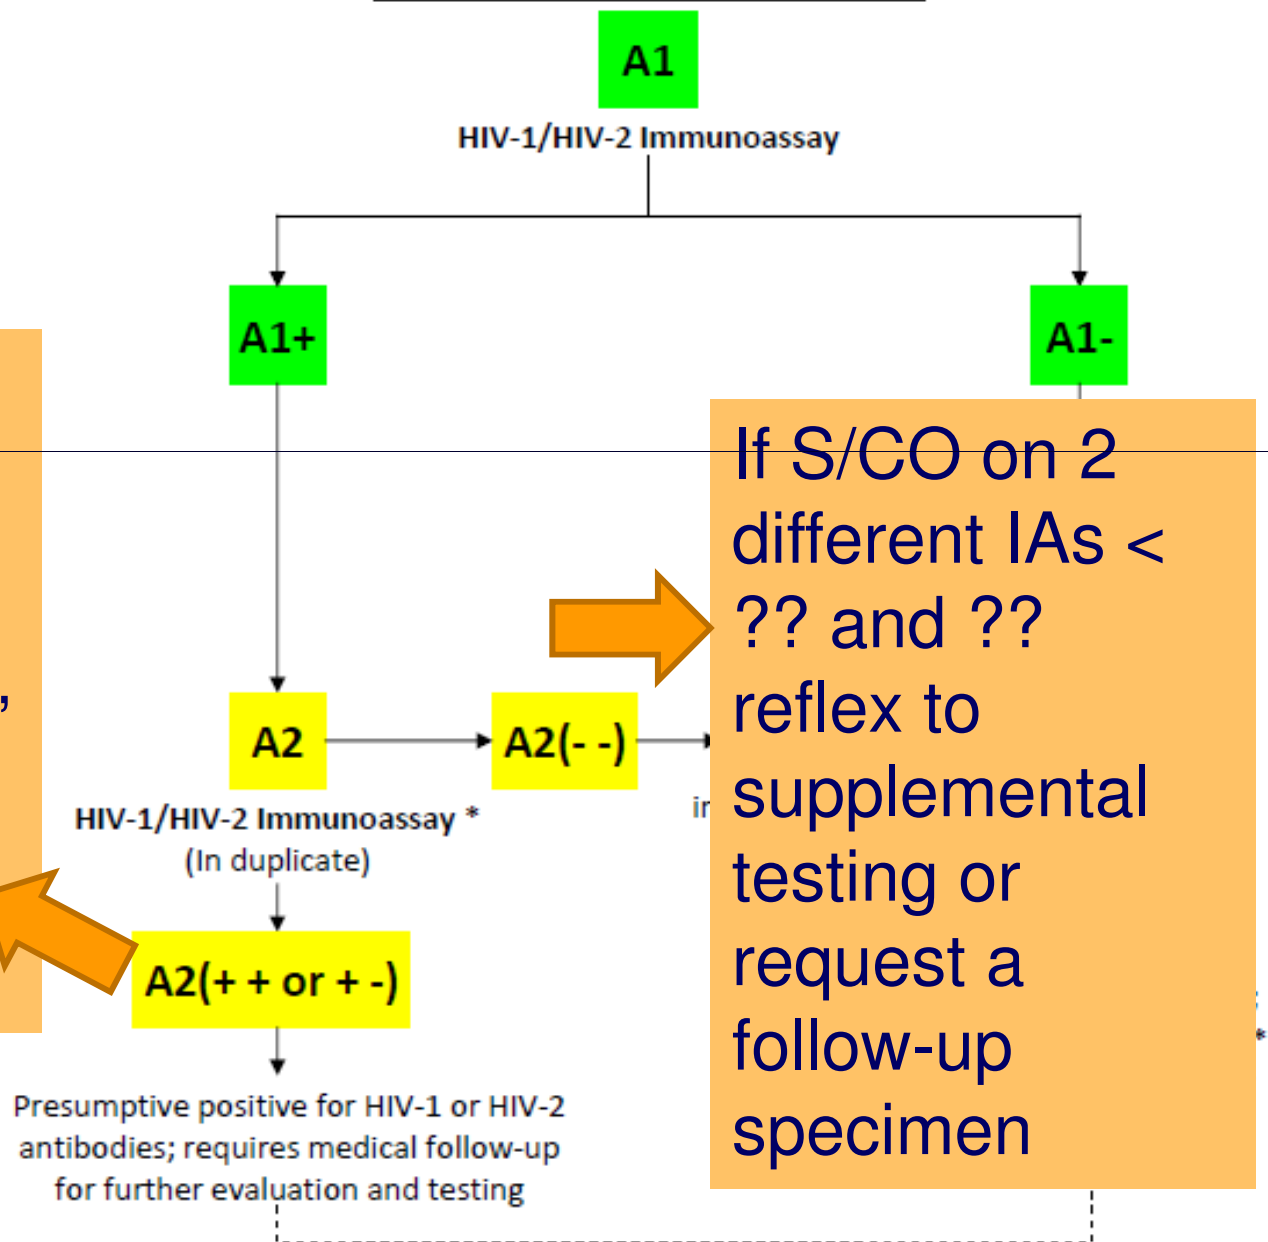 A1
HIV-1/HIV-2 Immunoassay
A1+
A1-
If S/CO on 2
different IAs <
?? and ??
reflex to
supplemental
testing or
request a
follow-up
specimen
,
A2
A2(- -)
HIV-1/HIV-2 Immunoassay *
(In duplicate)
A2(+ + or + -)
*
Presumptive positive for HIV-1 or HIV-2
antibodies; requires medical follow-up
for further evaluation and testing